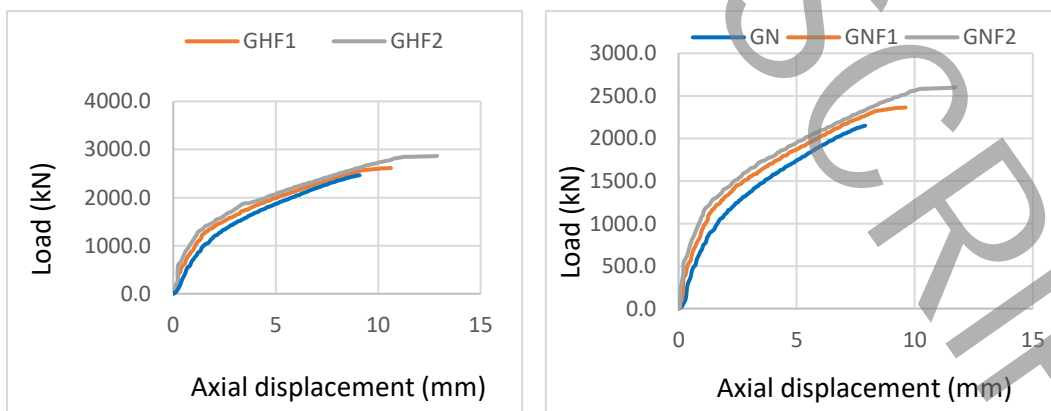 GHF1 GHF2
4000.0
3000.0
2000.0
1000.0
0.0
0 5 10 15
Load (kN)
Axial displacement (mm)
GN GNF1 GNF2
3000.0
2500.0
2000.0
1500.0
1000.0
500.0
0.0
0 5 10 15
Load (kN)
Axial displacement (mm)
SCRI